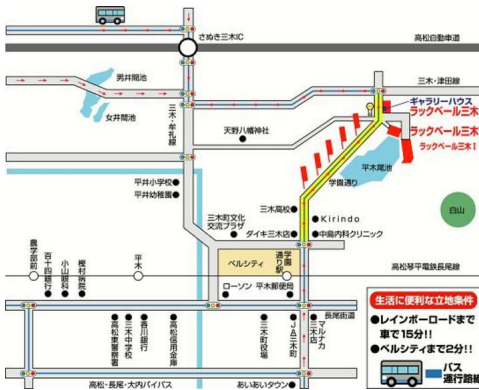 さぬき三木IC
高松自動車道
男井間池
三木・牟礼線
三木・津田線
女井間池
ギャラリーハウス
ラックベール三木
天野八幡神社
ラックベール三木
ラックベール三木Ⅰ
平木尾池
学園通り
平井小学校
平井幼稚園
白山
三木高校
三木町文化
交流プラザ
Kirindo
ダイキ三木店
中島内科クリニック
農学部前
百十四銀行
小山眼科
樫村病院
平木
ベルシティ
学園
通り駅
高松琴平電鉄長尾線
ローソン
平木郵便局
長尾街道
高松東警察署
三木中学校
香川銀行
高松信用金庫
三木町役場
JA三木町
マルナカ
三木店
高松・長尾・大内バイパス
あいあいタウン
生活に便利な立地条件
●レインボーロードまで
車で15分!!
●ベルシティまで2分!!
バス
運行路線